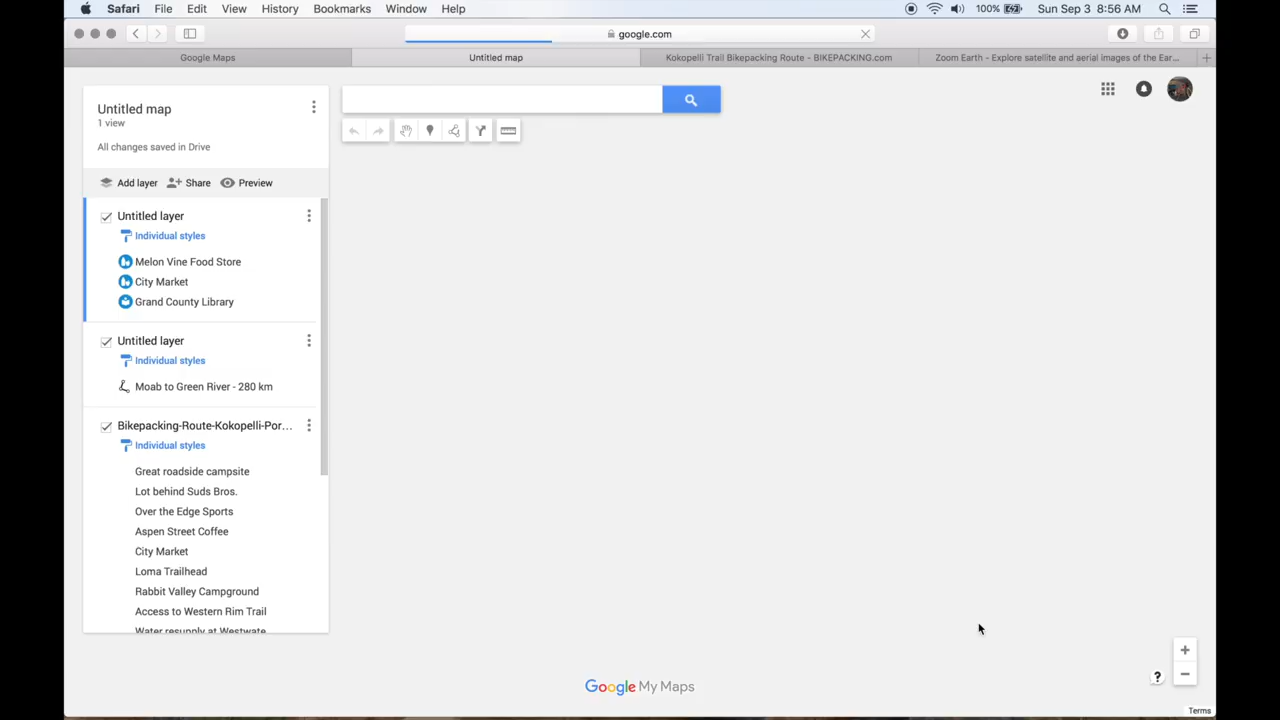 Safari File Edit View History Bookmarks Window Help 100% Sun Sep 3 8:56 AM
google.com
Google Maps Untitled map Kokopelli Trail Bikepacking Route - BIKEPACKING.com Zoom Earth - Explore satellite and aerial images of the Ear...
Untitled map
1 view
All changes saved in Drive
Add layer Share Preview
Untitled layer
Individual styles
Melon Vine Food Store
City Market
Grand County Library
Untitled layer
Individual styles
Moab to Green River - 280 km
Bikepacking-Route-Kokopelli-Por...
Individual styles
Great roadside campsite
Lot behind Suds Bros.
Over the Edge Sports
Aspen Street Coffee
City Market
Loma Trailhead
Rabbit Valley Campground
Access to Western Rim Trail
Water resupply at Westwate
Google My Maps
?
Terms